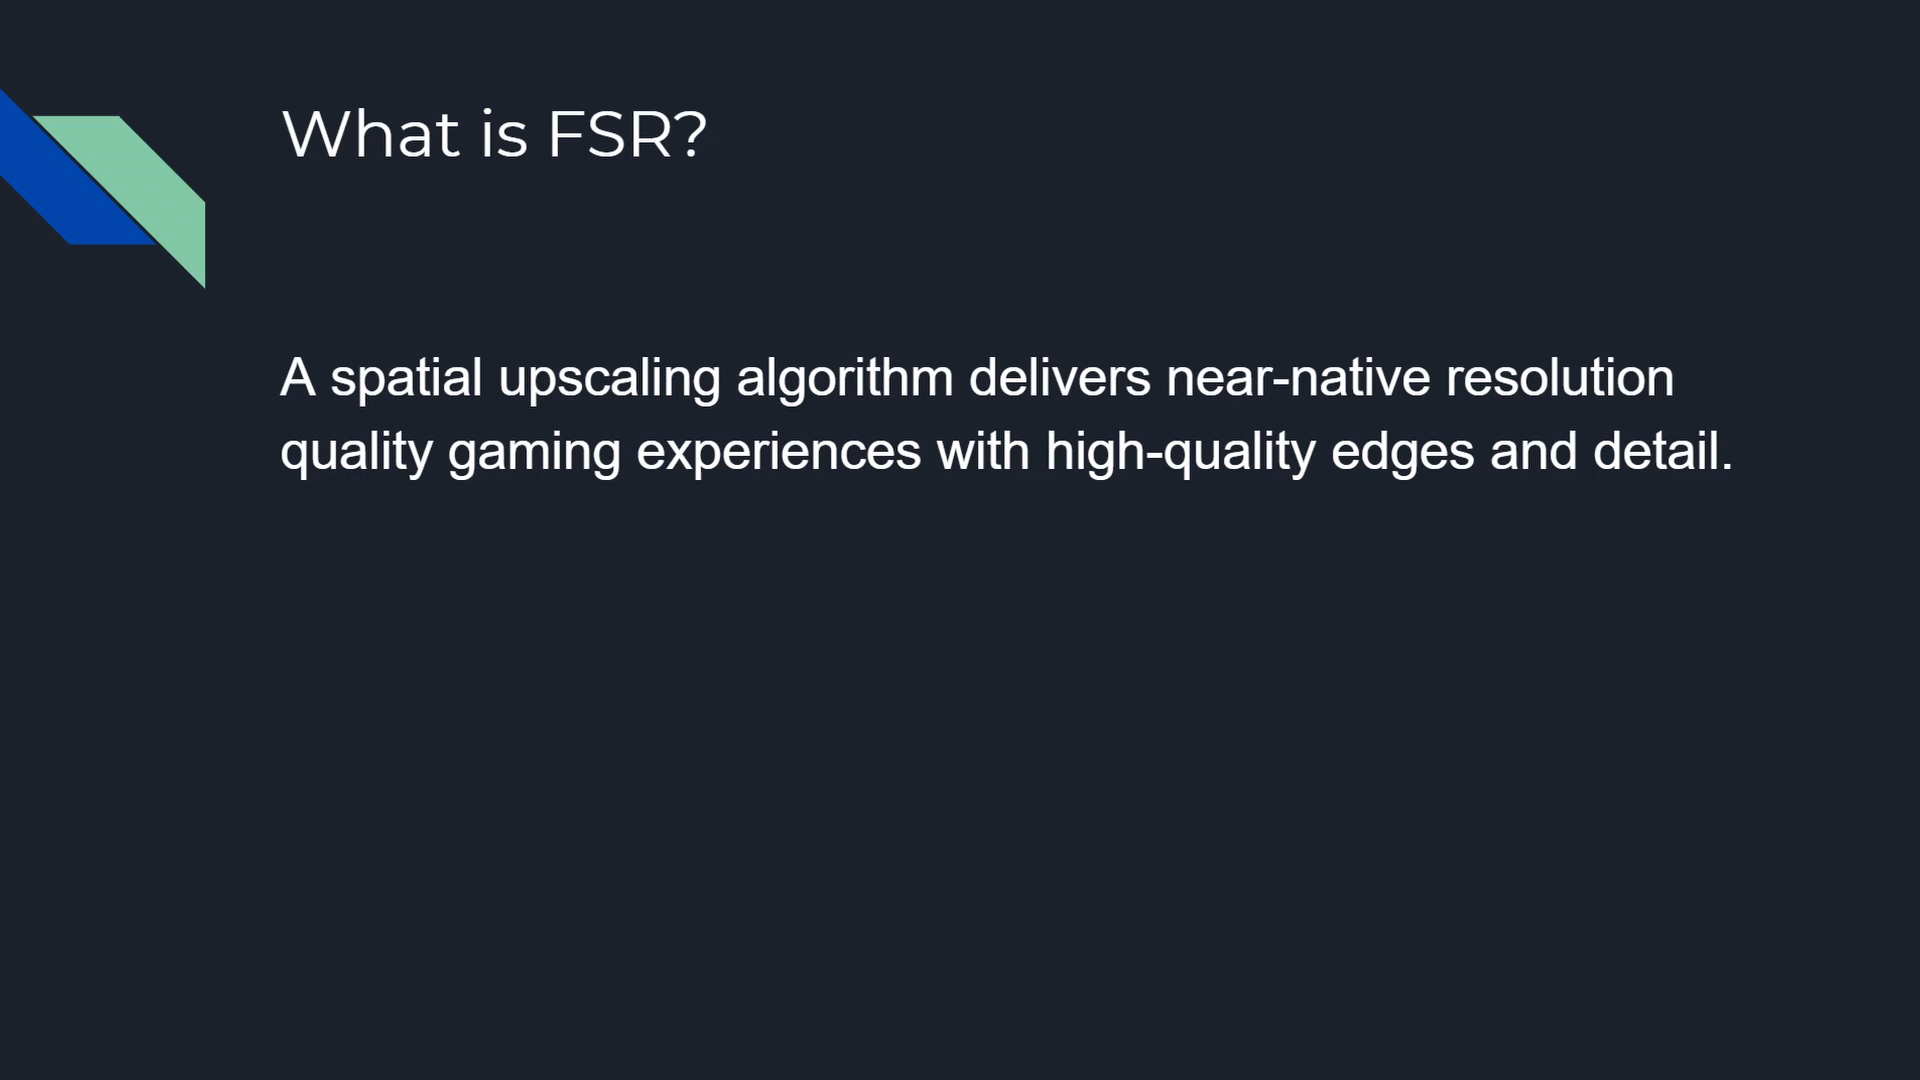 What is FSR?
A spatial upscaling algorithm delivers near-native resolution
quality gaming experiences with high-quality edges and detail.